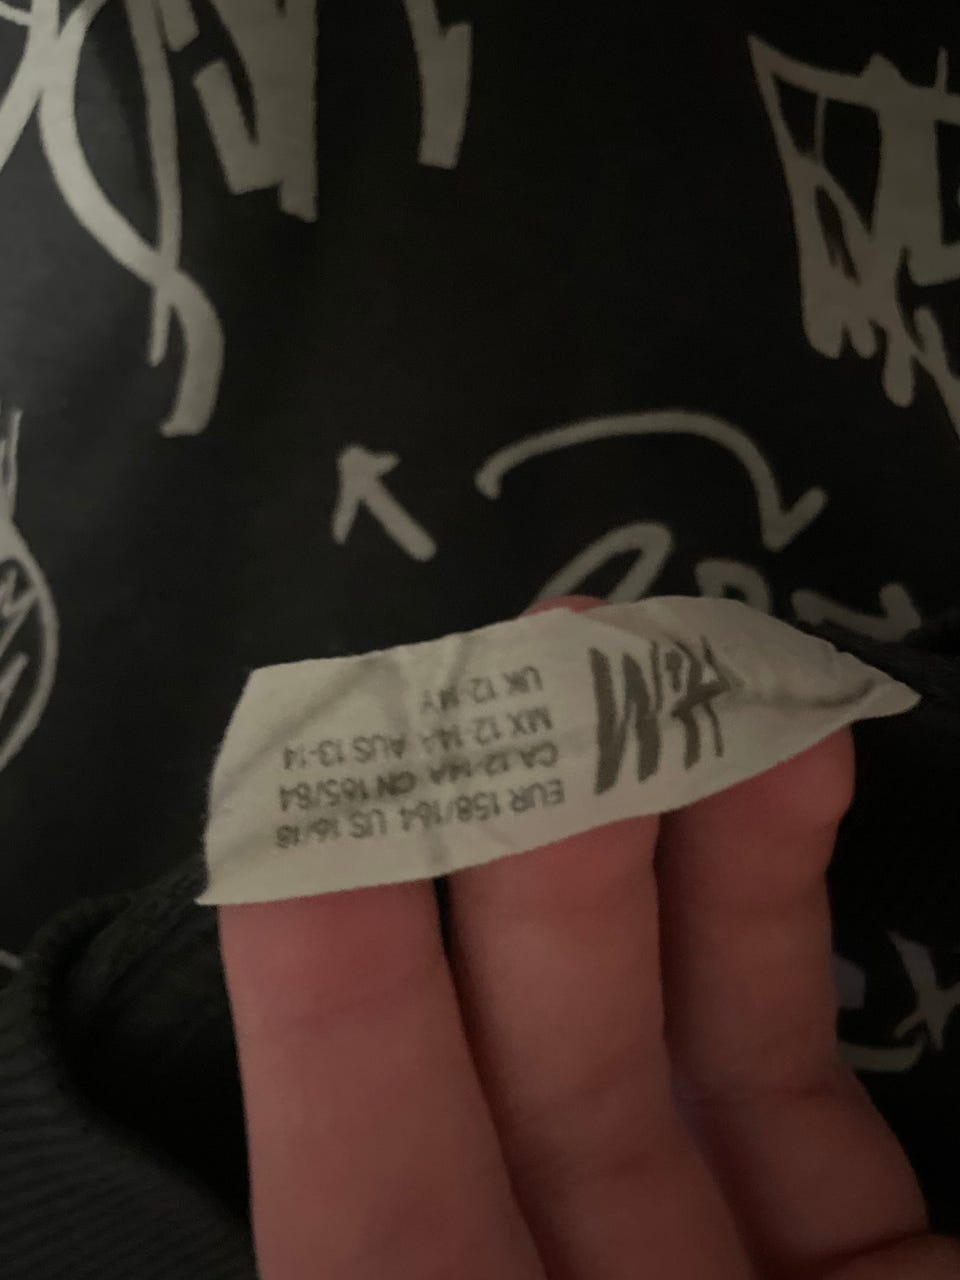 H&M
EUR 158/164 US 16/18
CA 12-14A CN 165/84
MX 12-14A AUS 13-14
UK 12-14Y